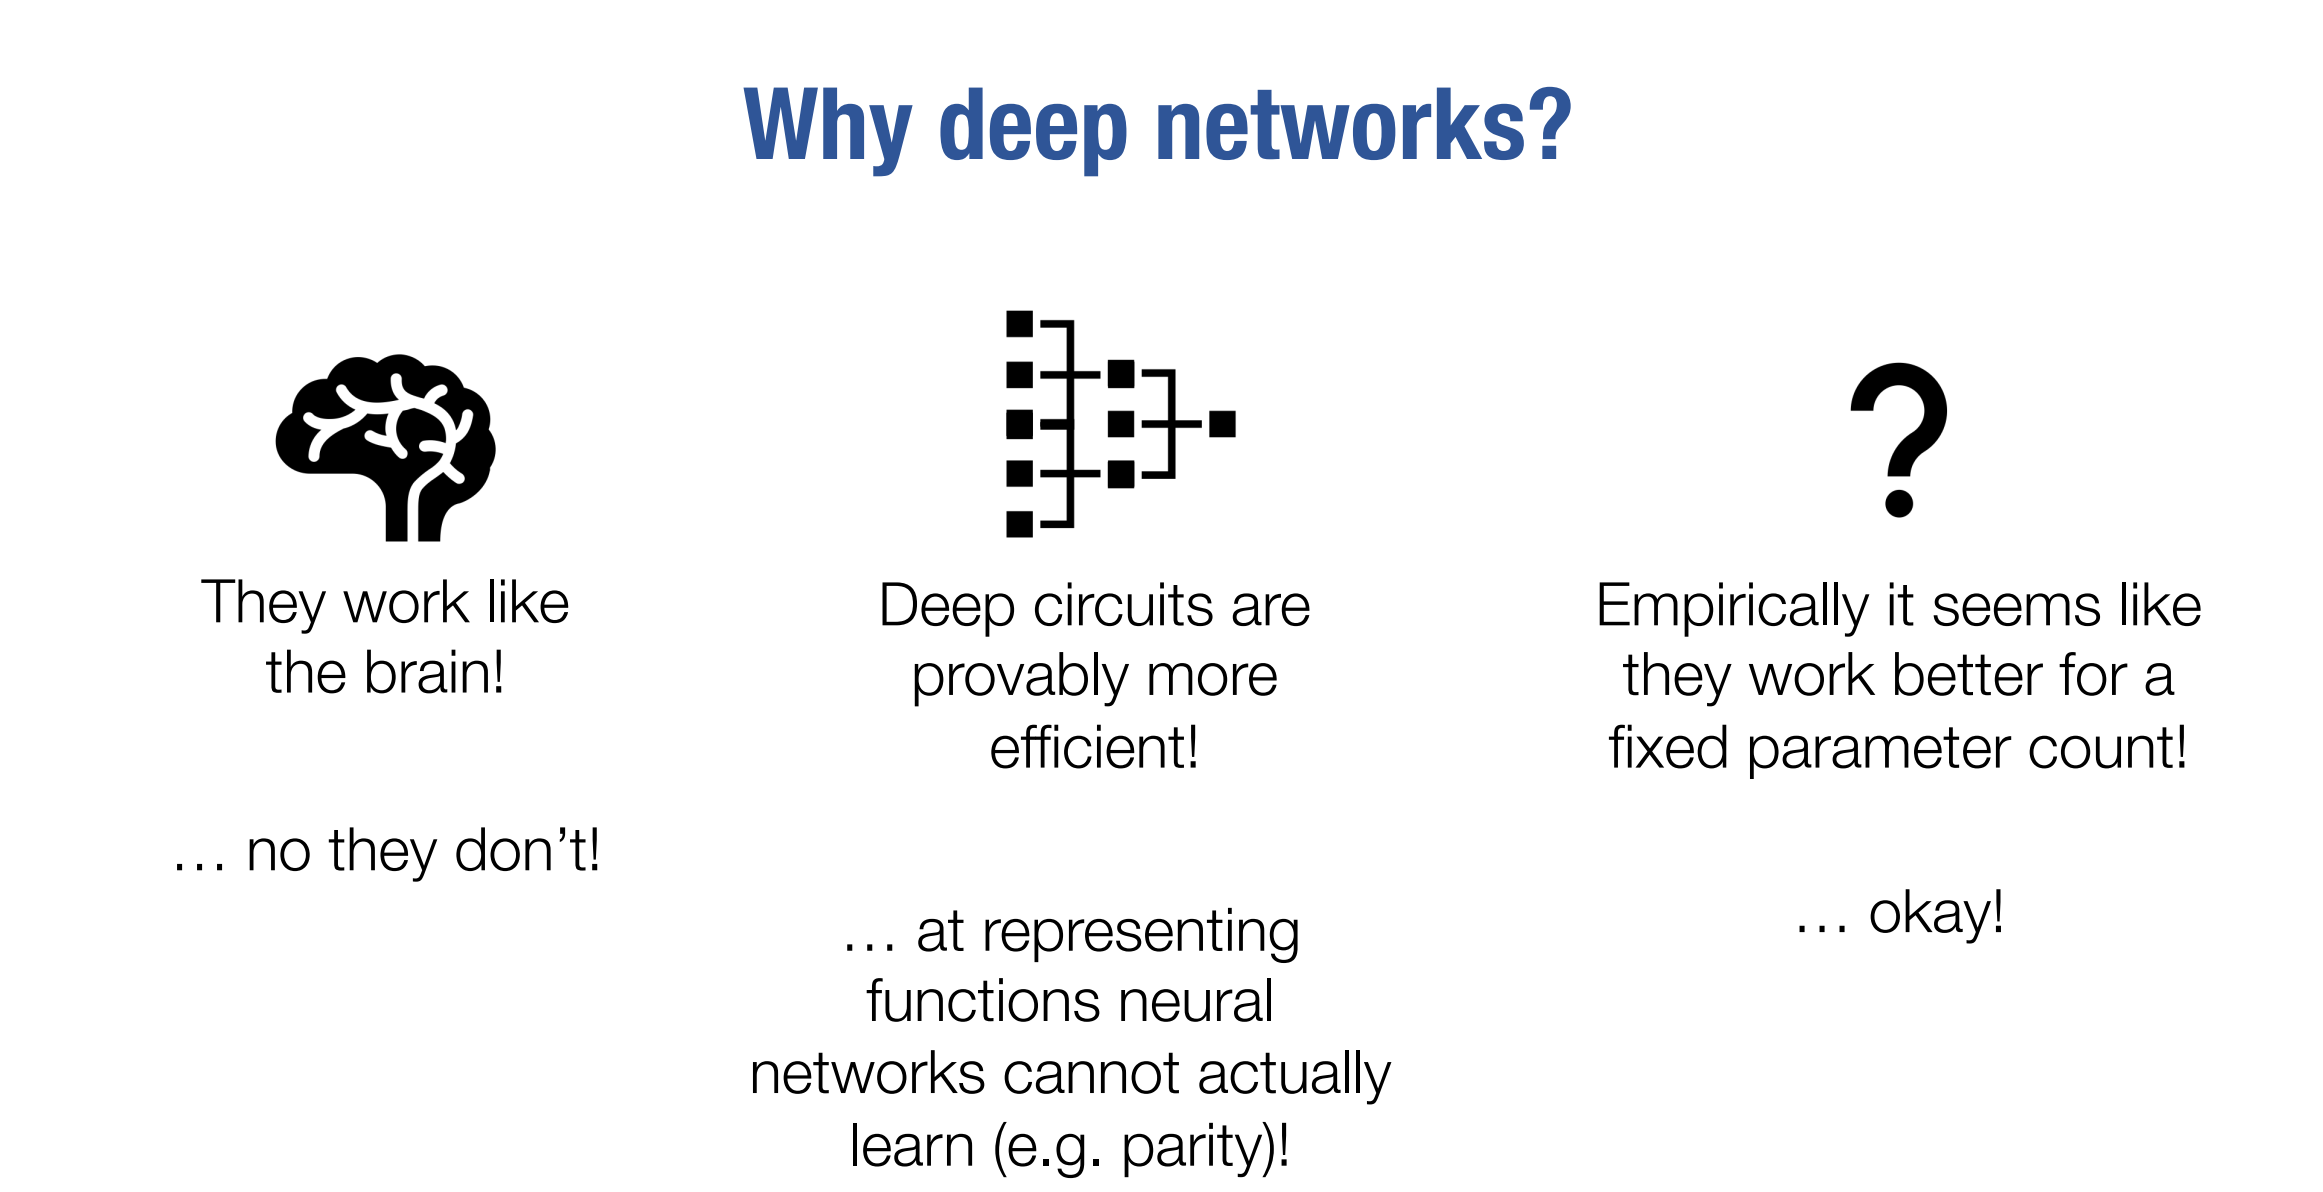 Why deep networks?
They work like
the brain!
… no they don’t!
Deep circuits are
provably more
efficient!
… at representing
functions neural
networks cannot actually
learn (e.g. parity)!
?
Empirically it seems like
they work better for a
fixed parameter count!
… okay!